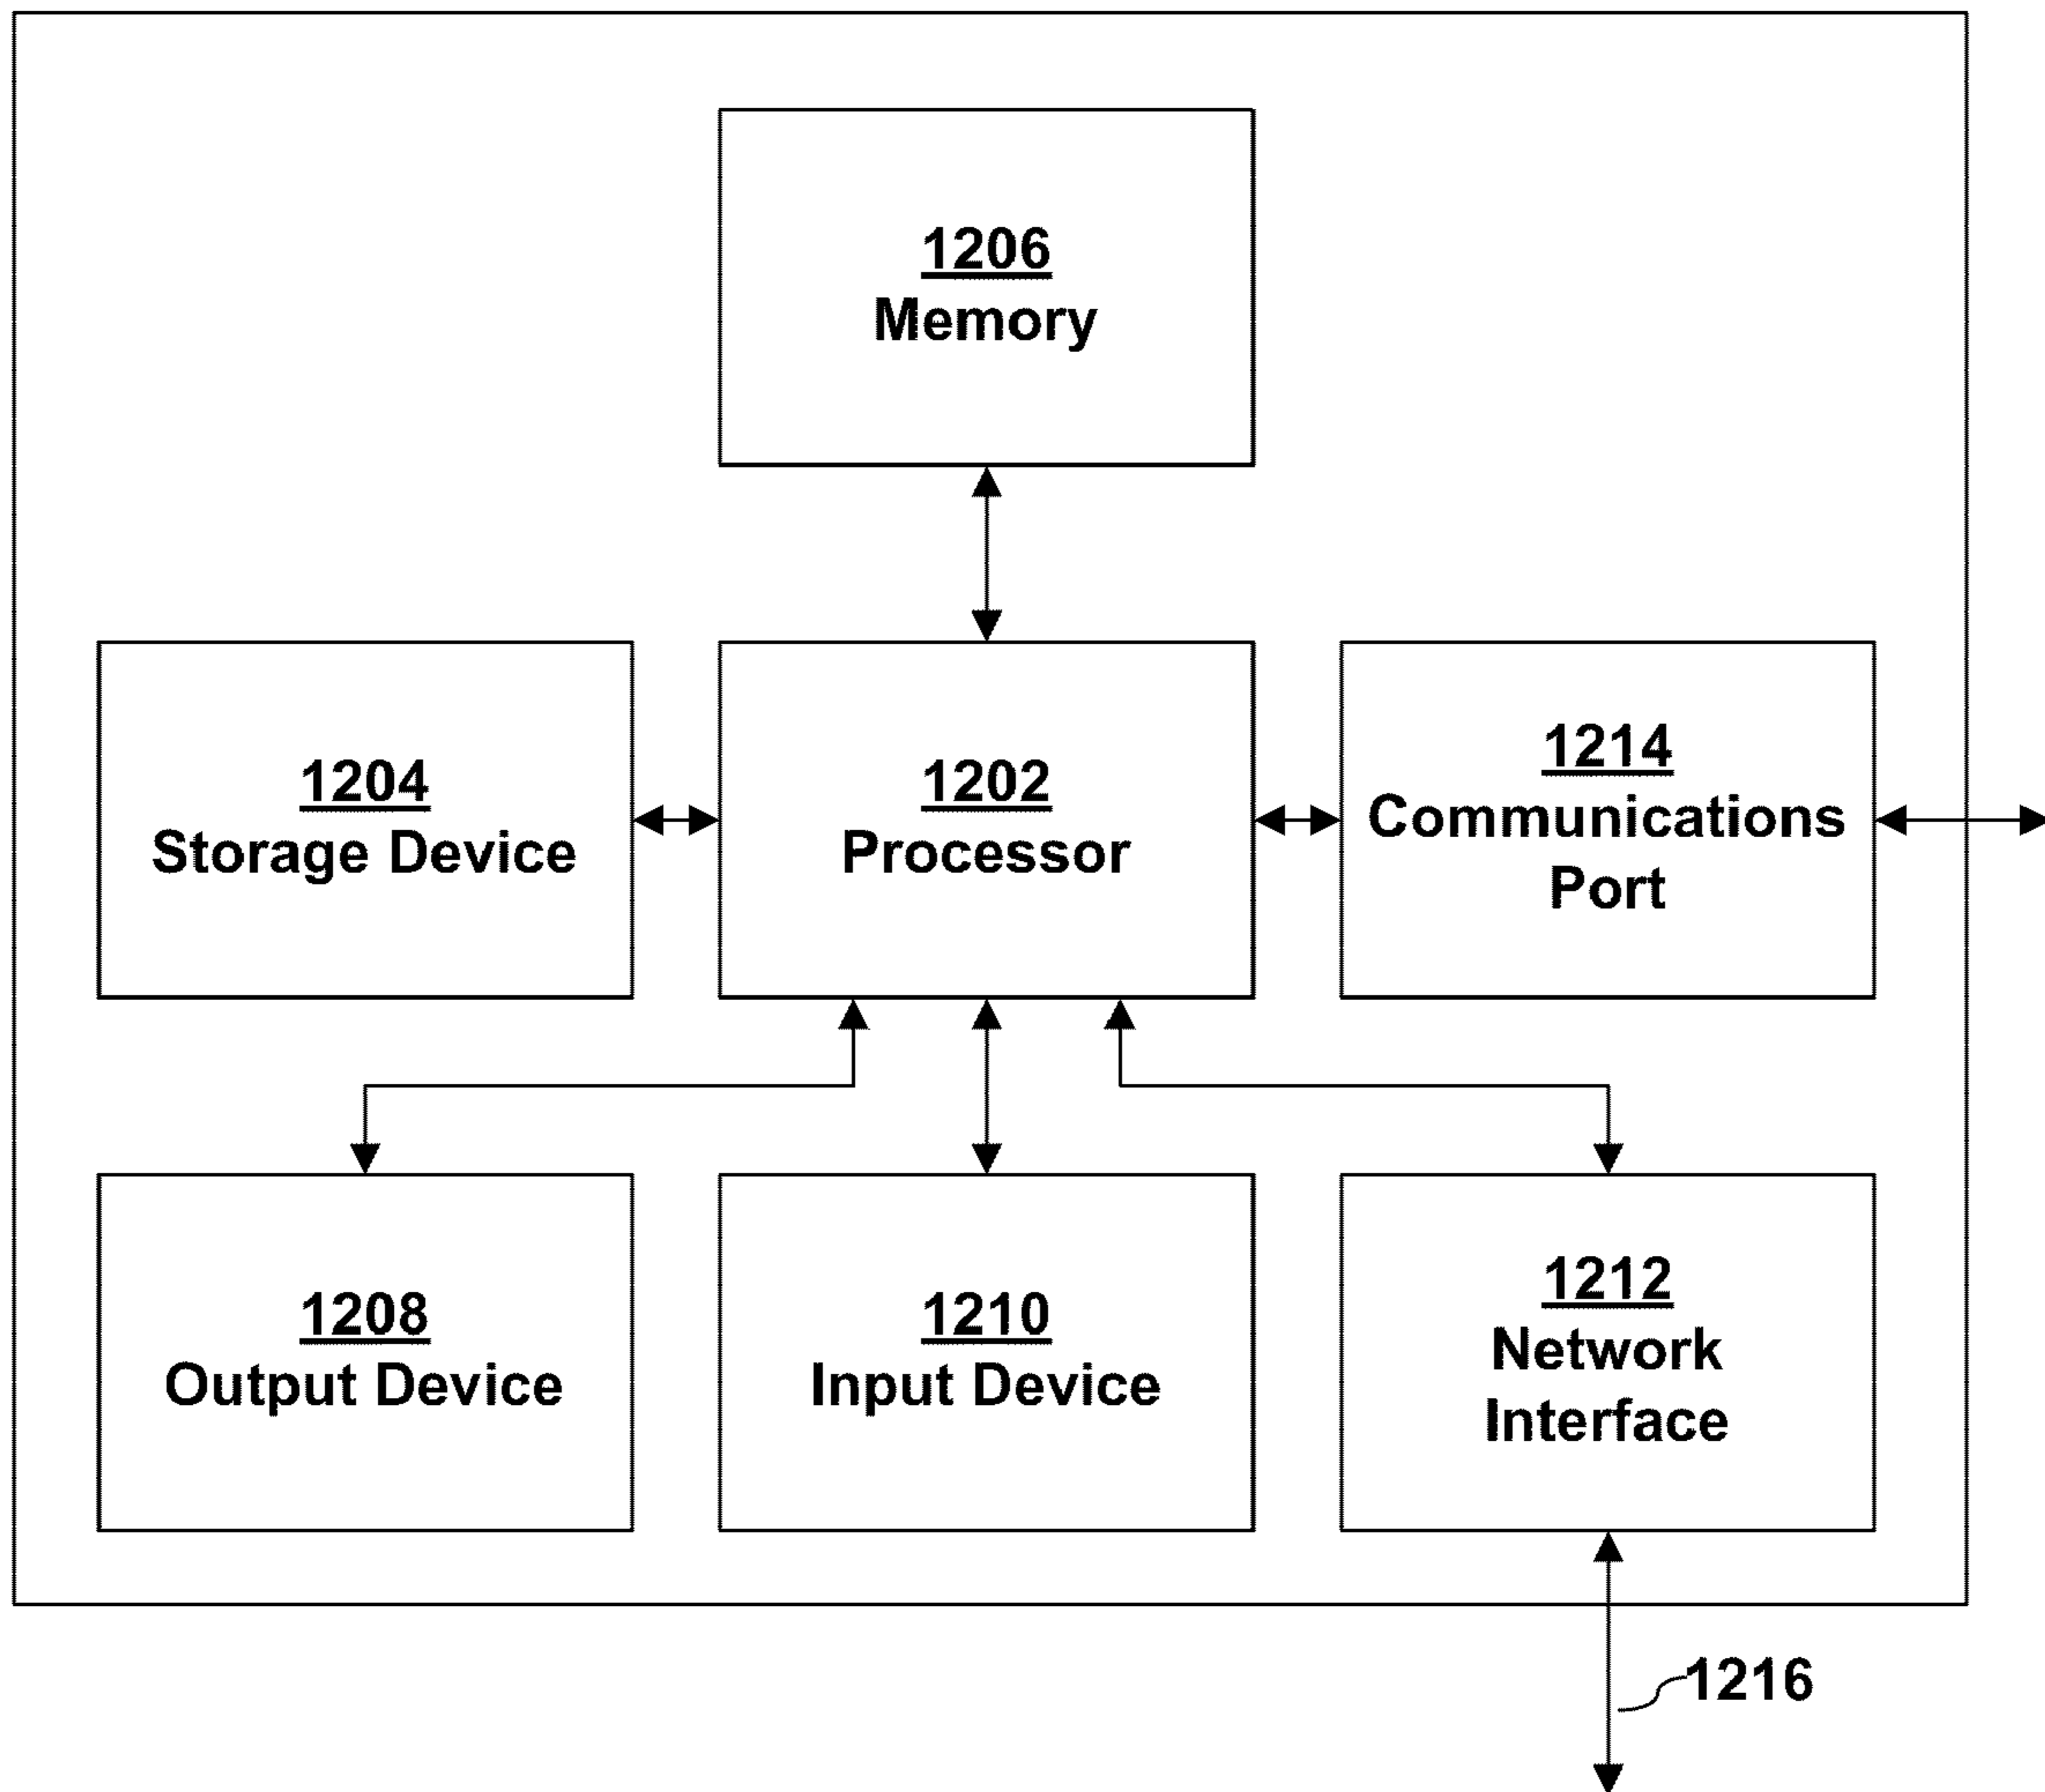 1206
Memory
1204
Storage Device
1202
Processor
1214
Communications
Port
1208
Output Device
1210
Input Device
1212
Network
Interface
1216